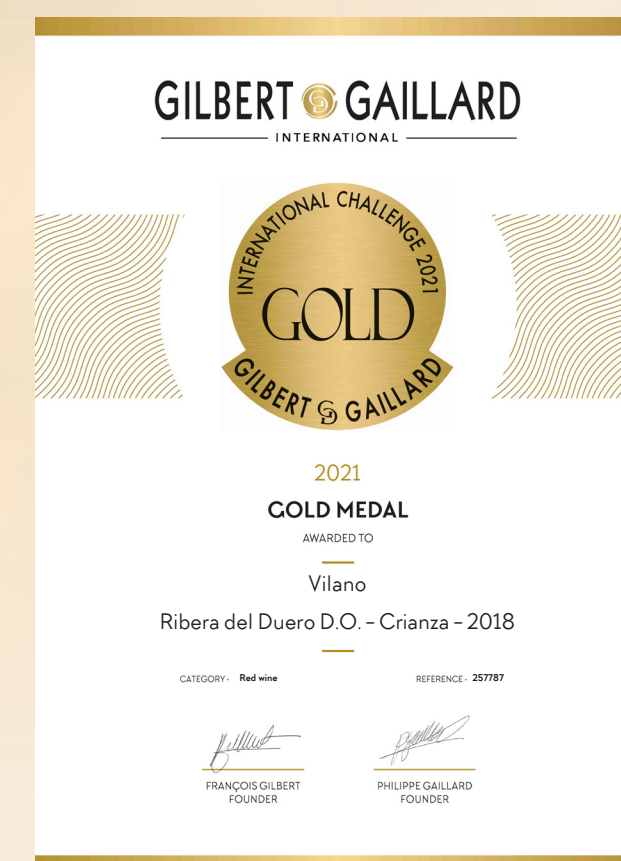 GILBERT GAILLARD
INTERNATIONAL
INTERNATIONAL CHALLENGE 2021
GOLD
GILBERT GAILLARD
2021
GOLD MEDAL
AWARDED TO
Vilano
Ribera del Duero D.O. – Crianza – 2018
CATEGORY · Red wine REFERENCE · 257787
FRANÇOIS GILBERT PHILIPPE GAILLARD
FOUNDER FOUNDER